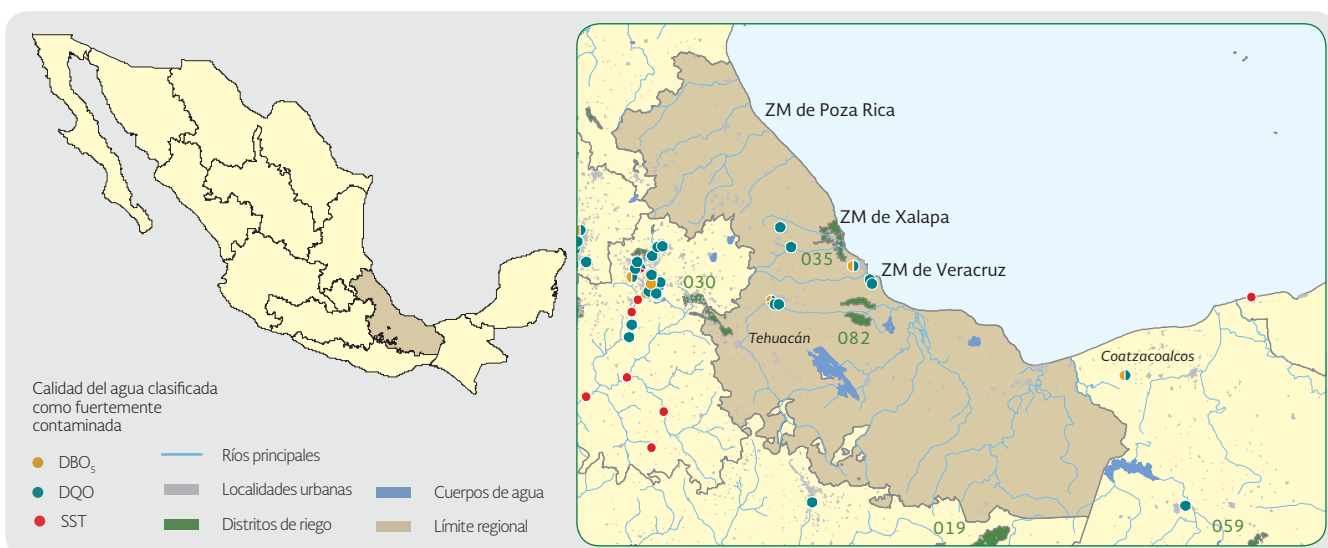 ZM de Poza Rica
ZM de Xalapa
035
ZM de Veracruz
030
Tehuacán
082
Coatzacoalcos
019
059
Calidad del agua clasificada
como fuertemente
contaminada
DBO₅
DQO
SST
Ríos principales
Localidades urbanas
Distritos de riego
Cuerpos de agua
Límite regional